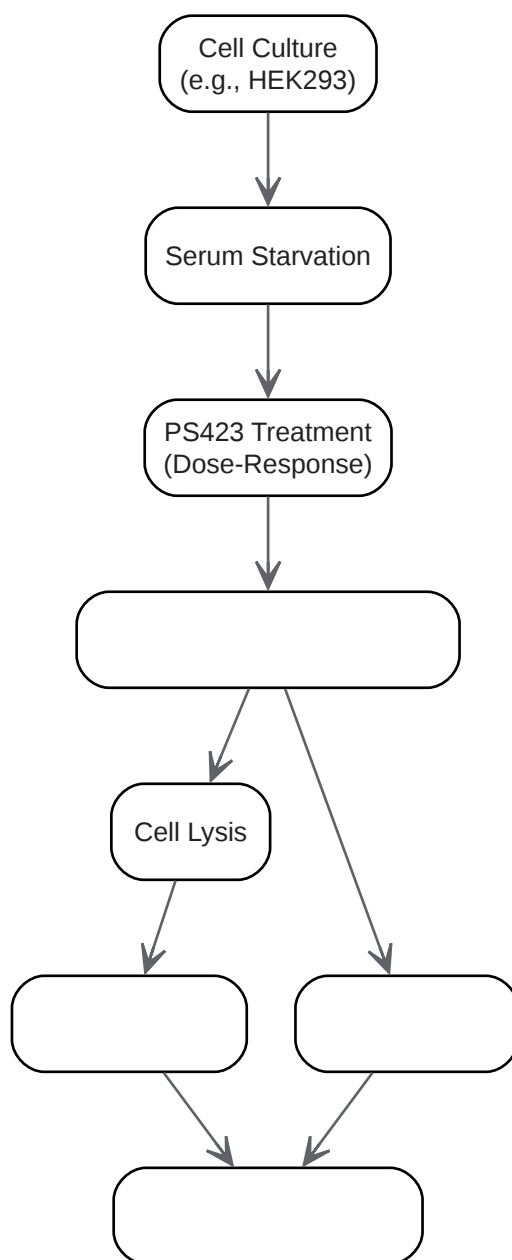 Cell Culture
(e.g., HEK293)
Serum Starvation
PS423 Treatment
(Dose-Response)
Cell Lysis